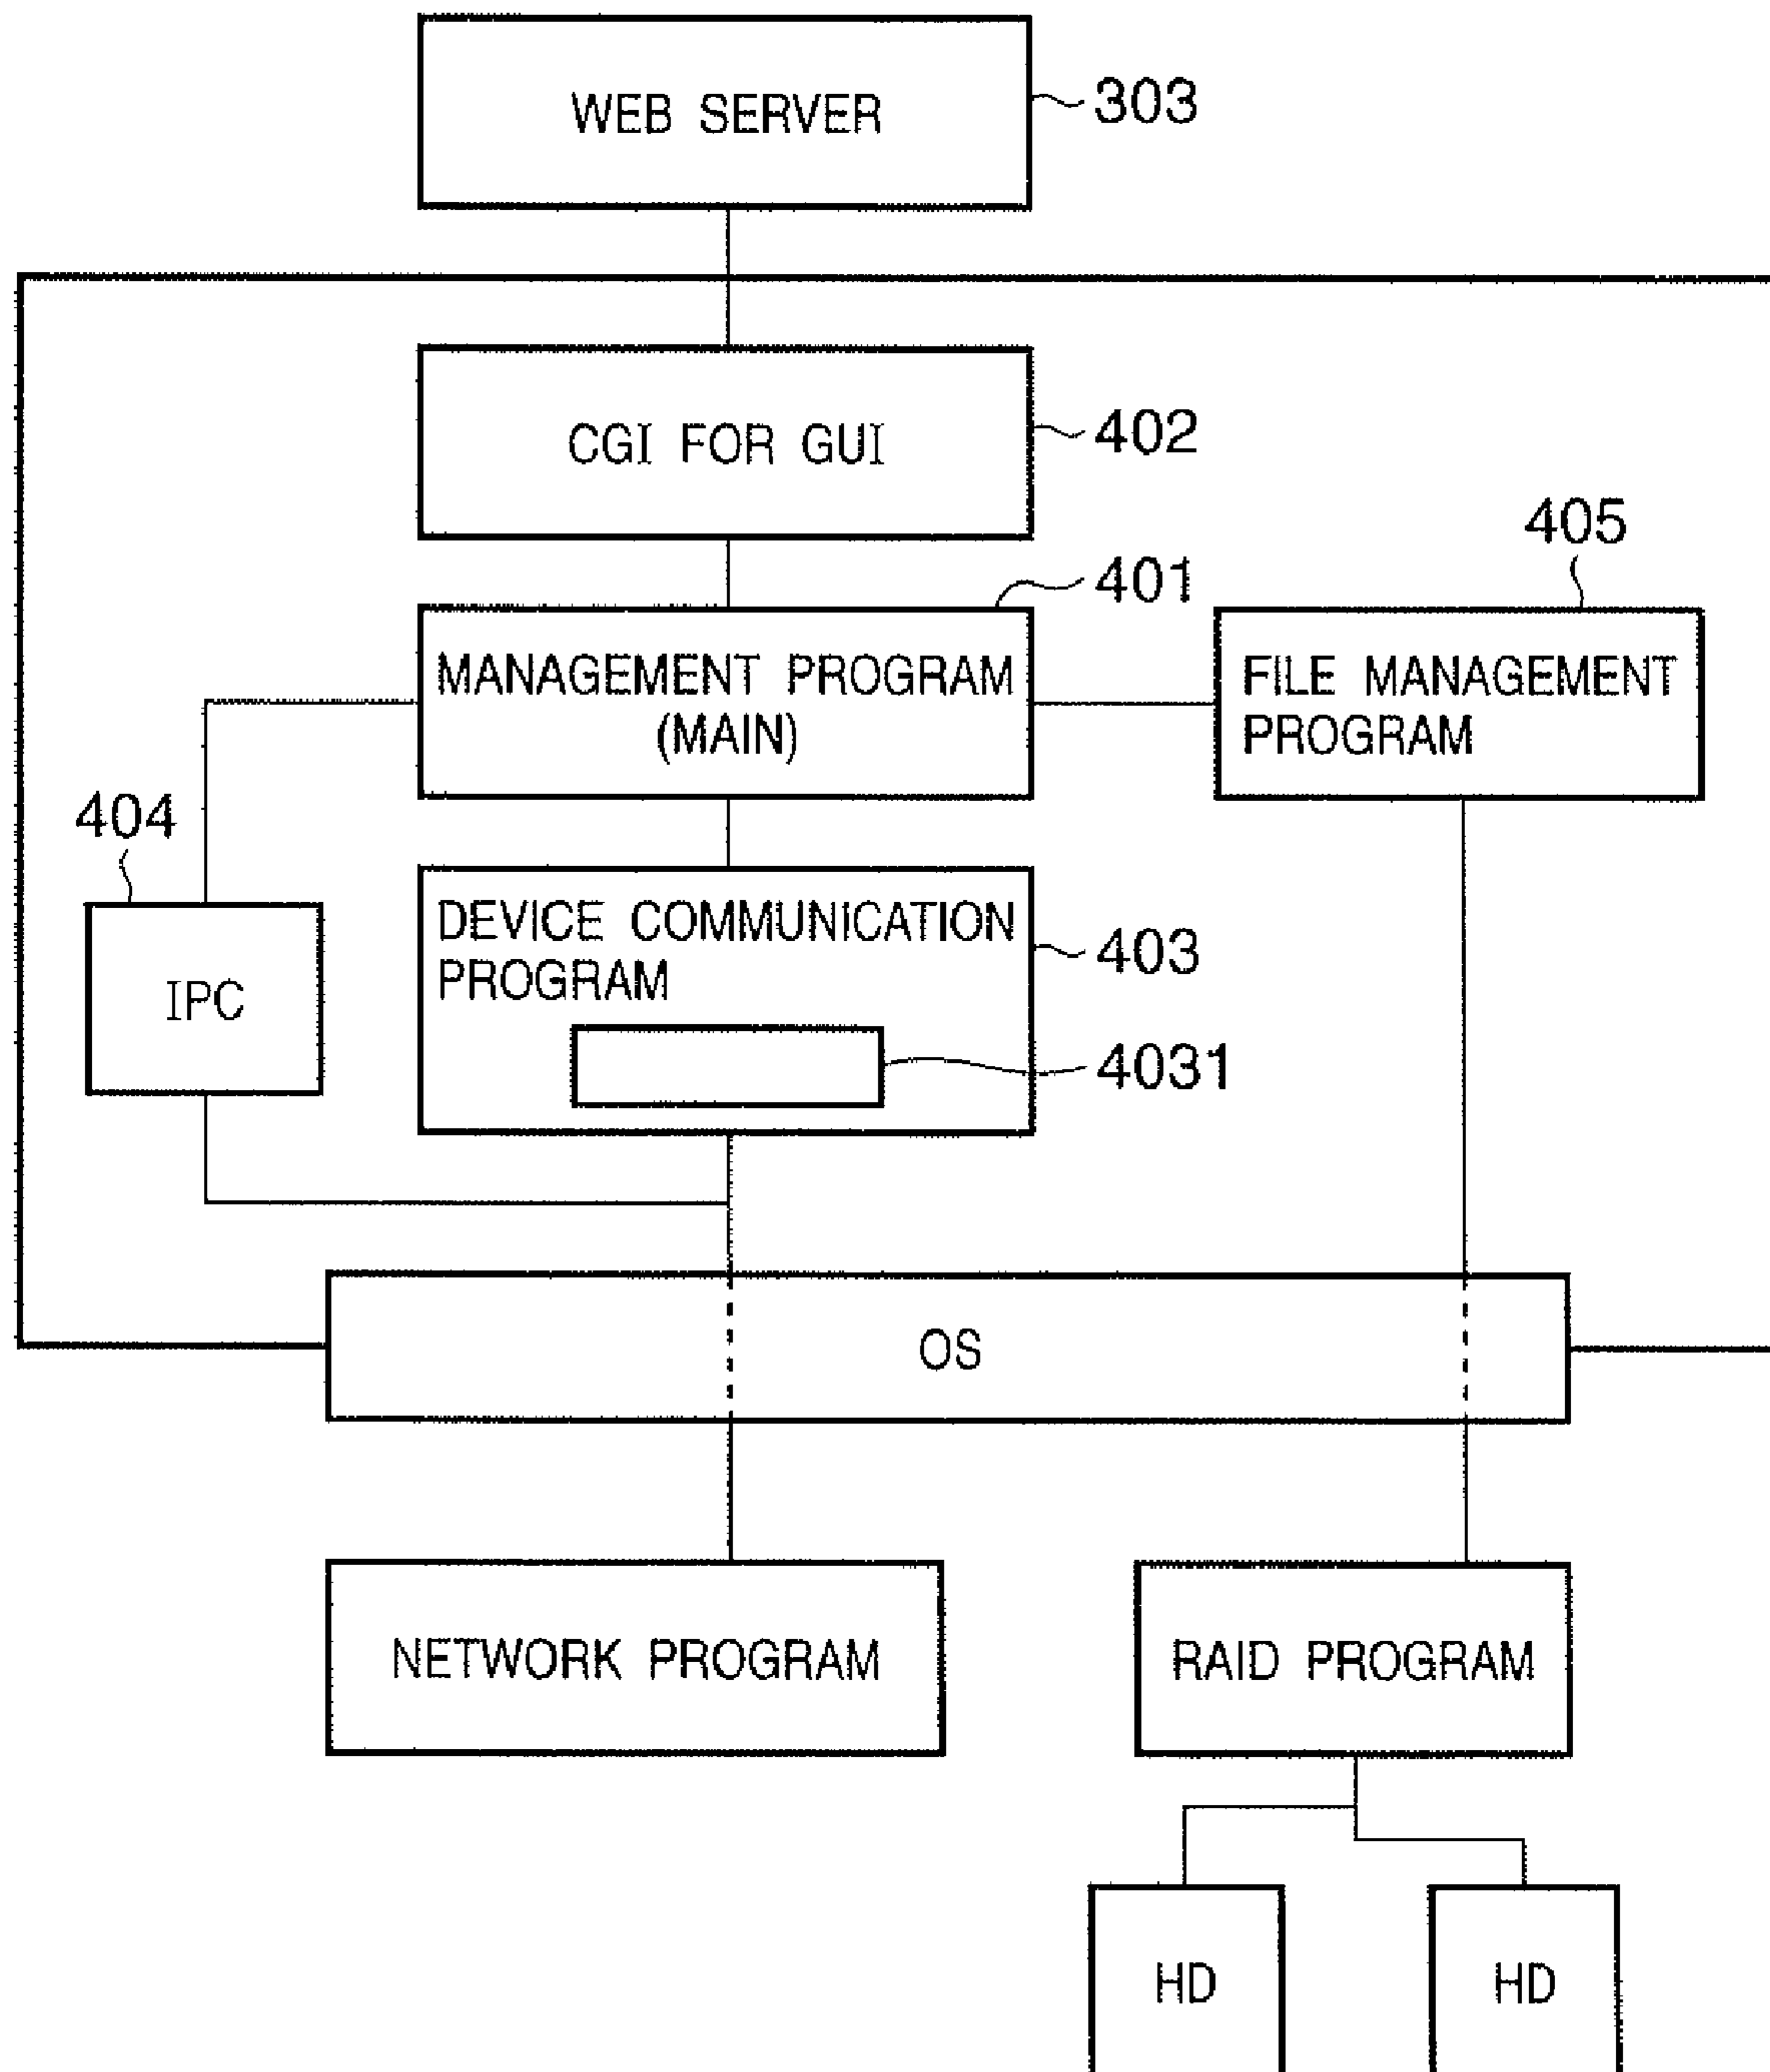 WEB SERVER
303
CGI FOR GUI
402
405
401
MANAGEMENT PROGRAM
(MAIN)
FILE MANAGEMENT
PROGRAM
404
DEVICE COMMUNICATION
PROGRAM
403
IPC
4031
OS
NETWORK PROGRAM
RAID PROGRAM
HD
HD